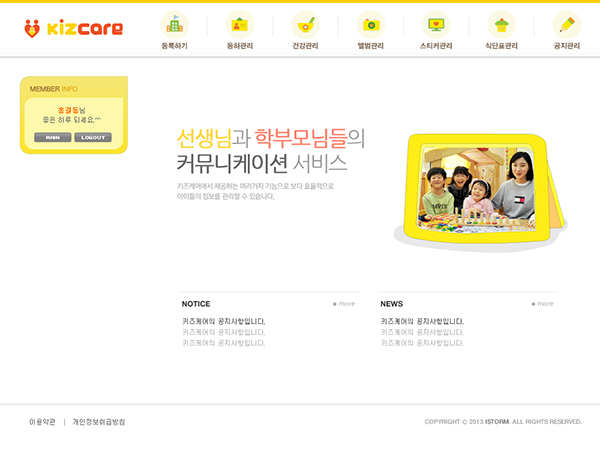 kizcare
등록하기
등하관리
건강관리
앨범관리
스티커관리
식단표관리
공지관리
MEMBER INFO
홍길동님
좋은 하루 되세요.^^
MAIN LOGOUT
선생님과 학부모님들의
커뮤니케이션 서비스
키즈케어에서 제공하는 여러가지 기능으로 보다 효율적으로
아이들의 정보를 관리할 수 있습니다.
LEVI'S
NOTICE more
키즈케어의 공지사항입니다.
키즈케어의 공지사항입니다.
키즈케어의 공지사항입니다.
NEWS more
키즈케어의 공지사항입니다.
키즈케어의 공지사항입니다.
키즈케어의 공지사항입니다.
이용약관 | 개인정보취급방침
COPYRIGHT © 2013 ISTORM. ALL RIGHTS RESERVED.